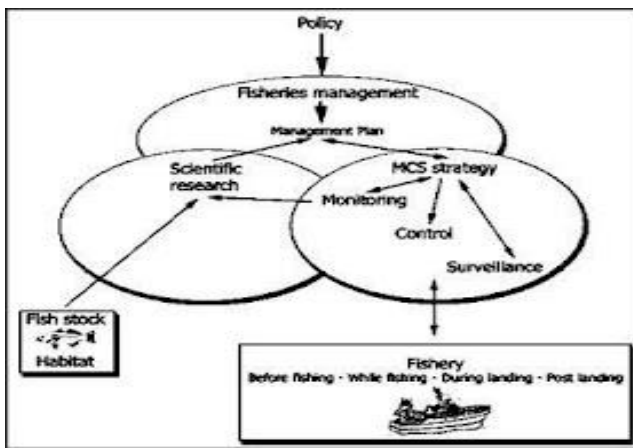 Policy
Fisheries management
Management Plan
Scientific
research
MCS strategy
Monitoring
Control
Surveillance
Fish stock
Habitat
Fishery
Before fishing - While fishing - During landing - Post landing